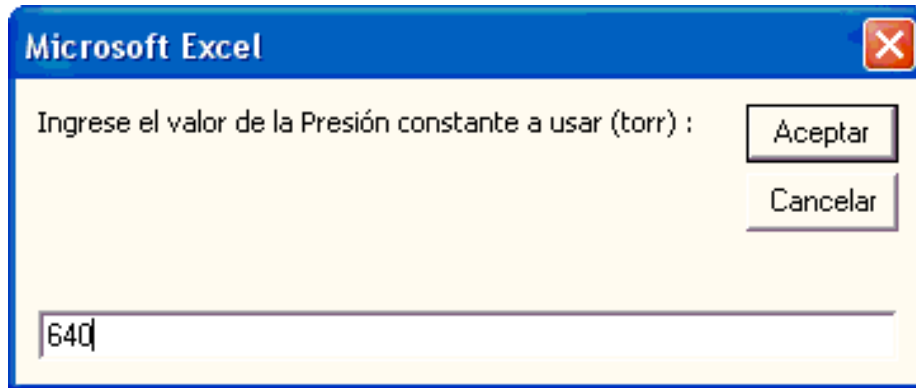 Microsoft Excel
Ingrese el valor de la Presión constante a usar (torr) :
Aceptar
Cancelar
640